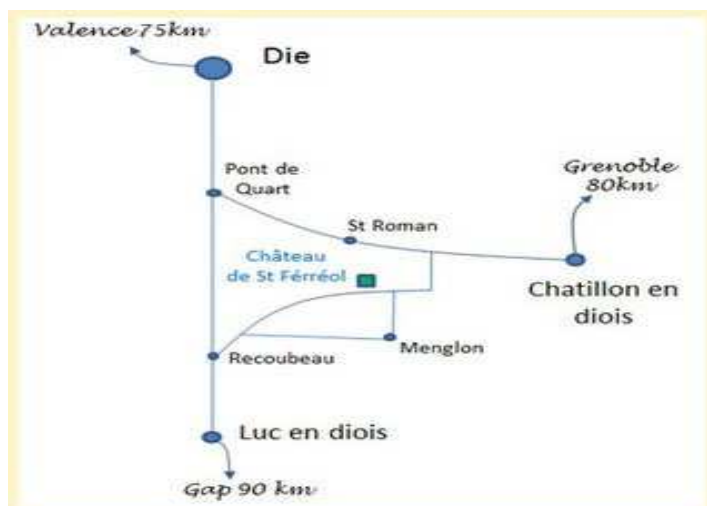 Valence 75km
Die
Pont de
Quart
Grenoble
80km
St Roman
Château
de St Férréol
Chatillon en
diois
Menglon
Recoubeau
Luc en diois
Gap 90 km